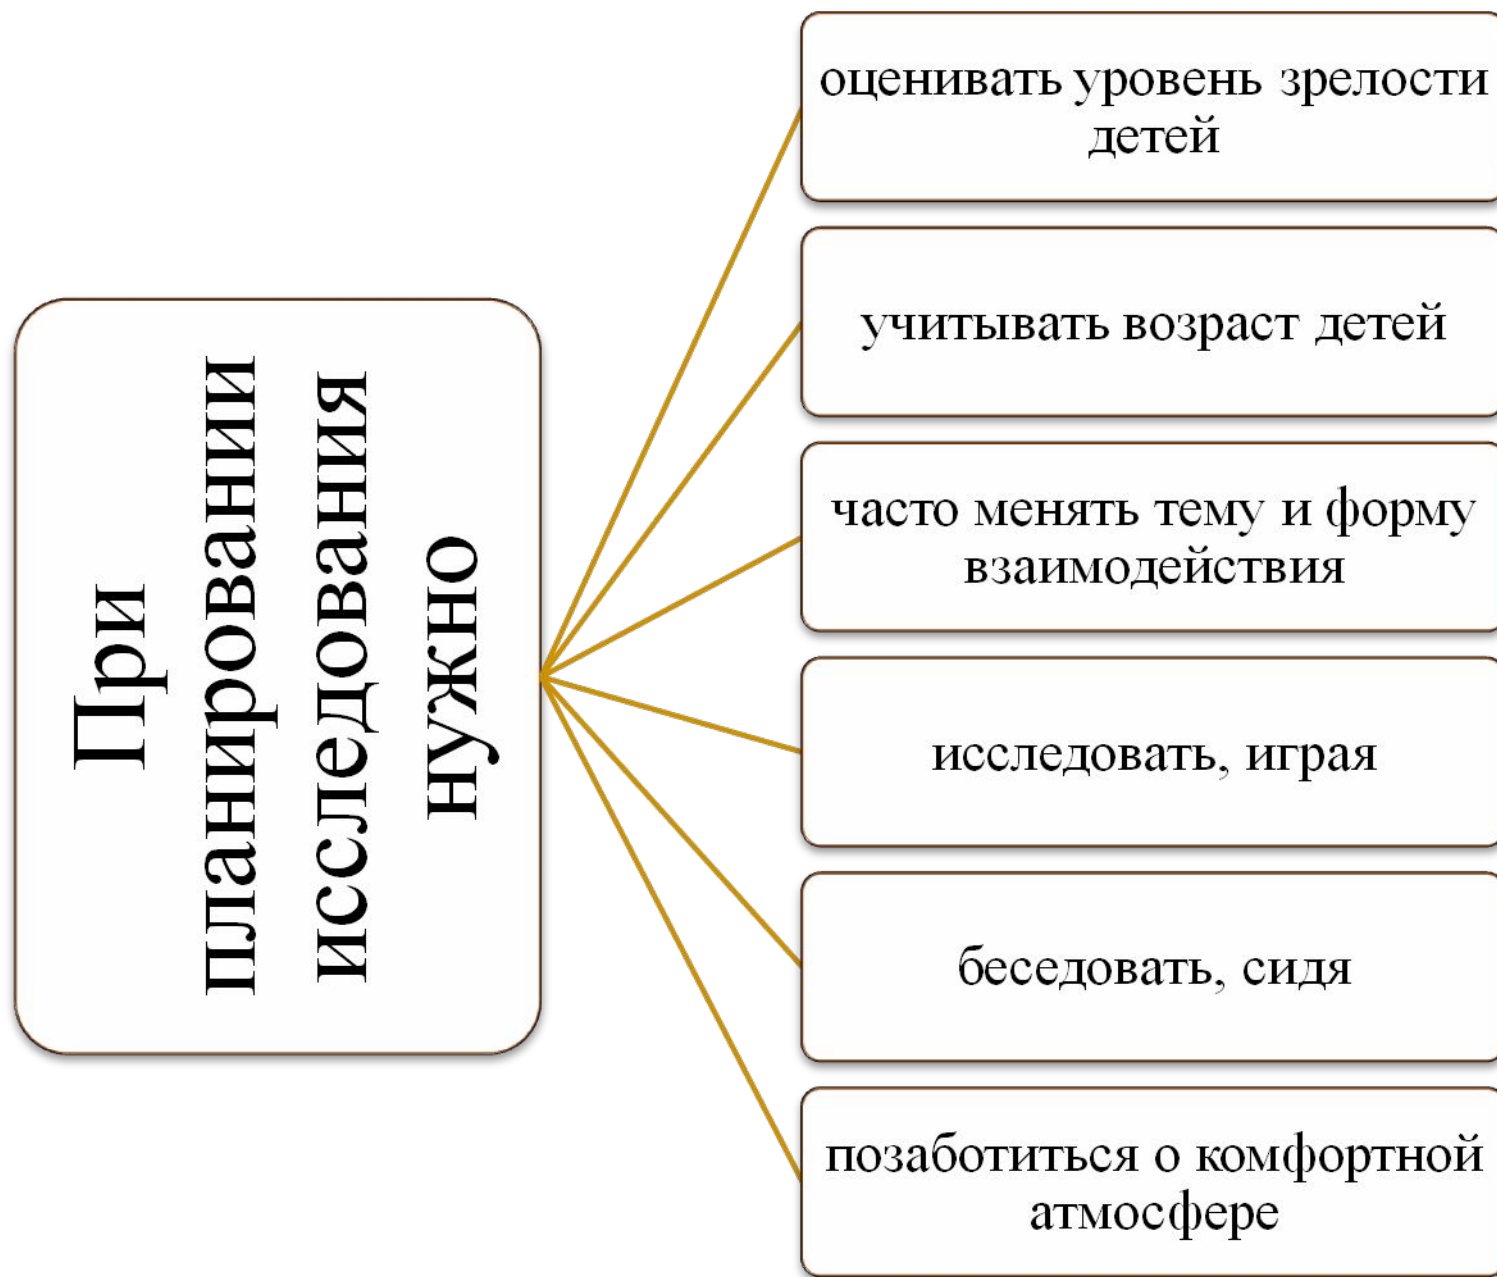 При
планировании
исследования
нужно
оценивать уровень зрелости
детей
учитывать возраст детей
часто менять тему и форму
взаимодействия
исследовать, играя
беседовать, сидя
позаботиться о комфортной
атмосфере